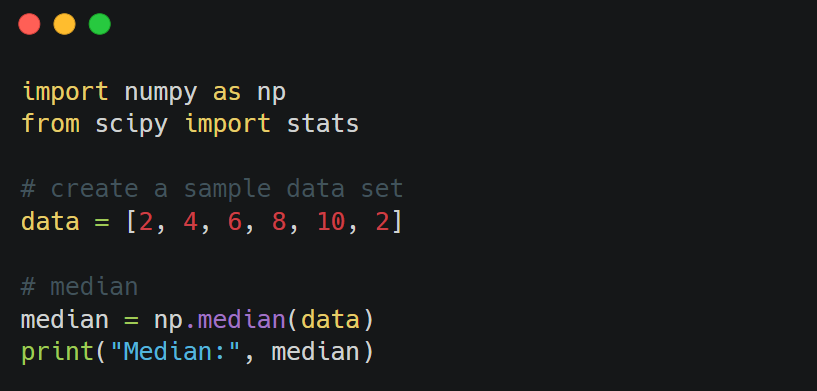 import numpy as np
from scipy import stats
# create a sample data set
data = [2, 4, 6, 8, 10, 2]
# median
median = np.median(data)
print("Median:", median)